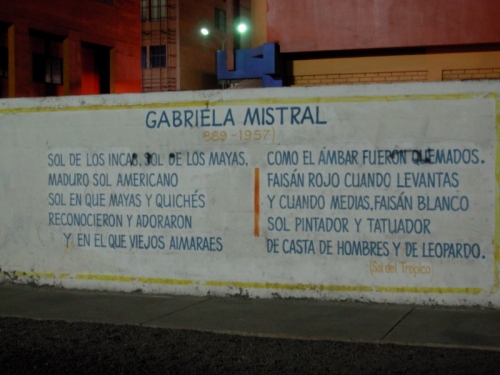 GABRIELA MISTRAL
889-1957)
SOL DE LOS INCAS, SOL DE LOS MAYAS,
MADURO SOL AMERICANO
SOL EN QUE MAYAS Y QUICHÉS
RECONOCIERON Y ADORARON
Y EN EL QUE VIEJOS AIMARAES
COMO EL ÁMBAR FUERON QUEMADOS.
FAISÁN ROJO CUANDO LEVANTAS
Y CUANDO MEDIAS, FAISÁN BLANCO
SOL PINTADOR Y TATUADOR
DE CASTA DE HOMBRES Y DE LEOPARDO.
(Sol del Trópico)